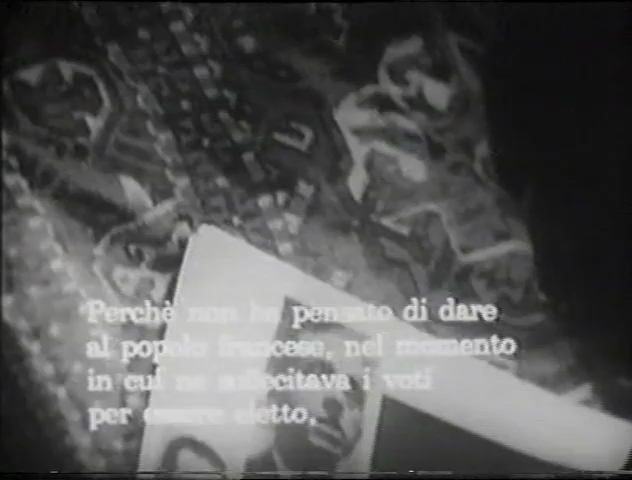 Perchè non ha pensato di dare
al popolo francese, nel momento
in cui ne sollecitava i voti
per essere eletto,